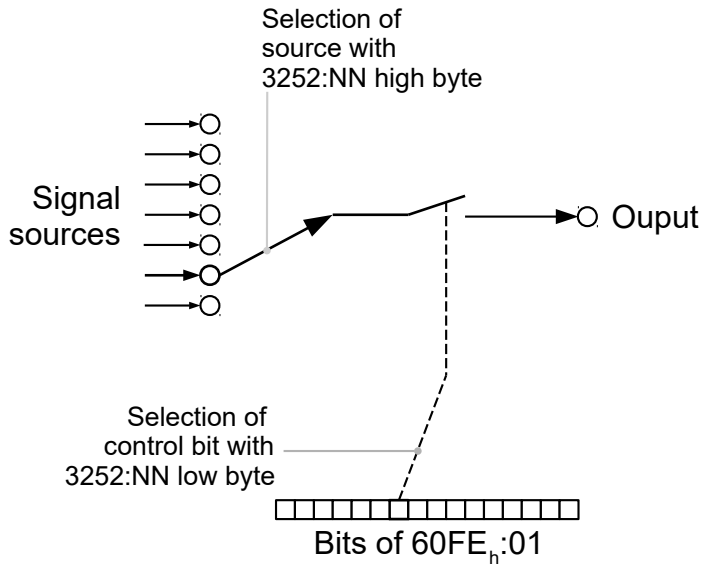 Selection of
source with
3252:NN high byte
Signal
sources
Ouput
Selection of
control bit with
3252:NN low byte
Bits of 60FEh:01